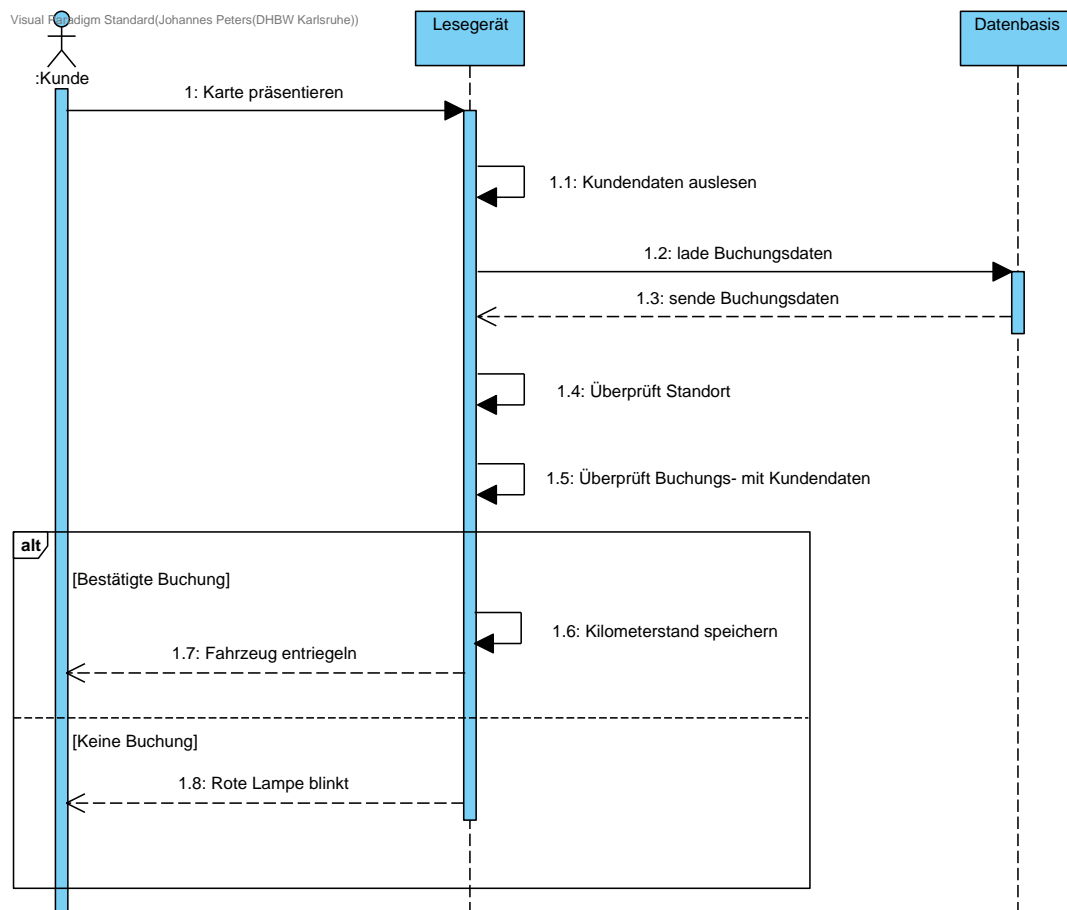 Visual Paradigm Standard(Johannes Peters(DHBW Karlsruhe))
Lesegerät
Datenbasis
:Kunde
1: Karte präsentieren
1.1: Kundendaten auslesen
1.2: lade Buchungsdaten
1.3: sende Buchungsdaten
1.4: Überprüft Standort
1.5: Überprüft Buchungs- mit Kundendaten
alt
[Bestätigte Buchung]
1.6: Kilometerstand speichern
1.7: Fahrzeug entriegeln
[Keine Buchung]
1.8: Rote Lampe blinkt